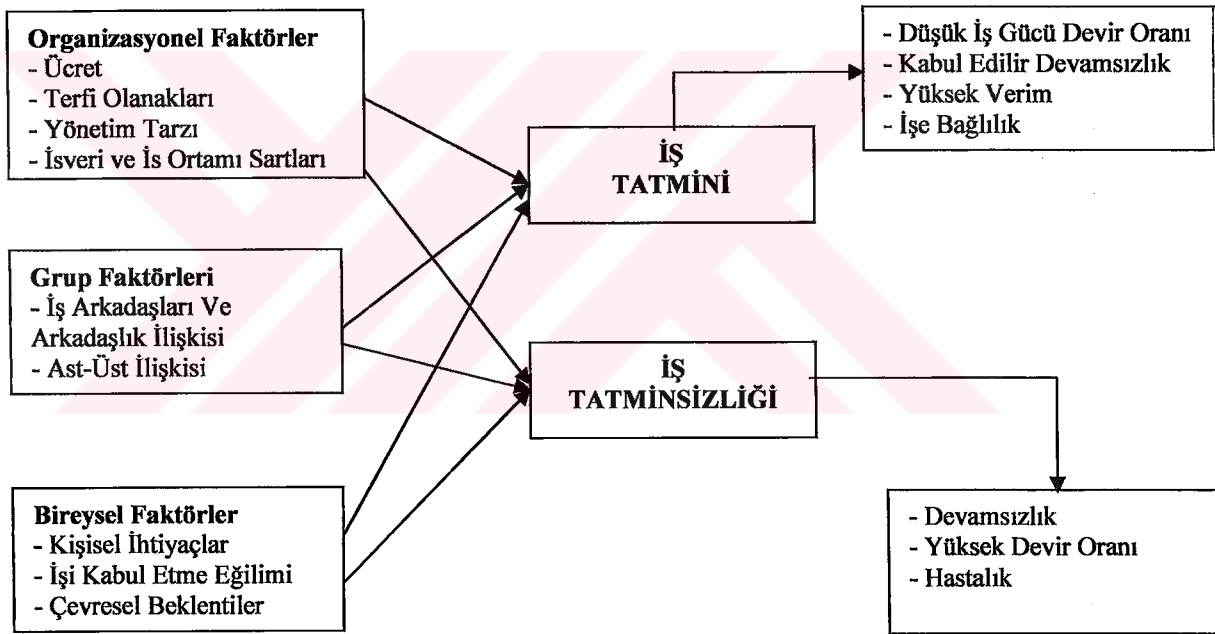 Organizasyonel Faktörler
- Ücret
- Terfi Olanakları
- Yönetim Tarzı
- İsveri ve İs Ortamı Sartları
Grup Faktörleri
- İş Arkadaşları Ve
Arkadaşlık İlişkisi
- Ast-Üst İlişkisi
Bireysel Faktörler
- Kişisel İhtiyaçlar
- İşi Kabul Etme Eğilimi
- Çevresel Beklentiler
İŞ
TATMİNİ
İŞ
TATMİNSİZLİĞİ
- Düşük İş Gücü Devir Oranı
- Kabul Edilir Devamsızlık
- Yüksek Verim
- İşe Bağlılık
- Devamsızlık
- Yüksek Devir Oranı
- Hastalık